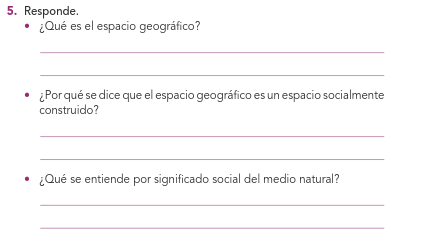 5. Responde.
• ¿Qué es el espacio geográfico?
• ¿Por qué se dice que el espacio geográfico es un espacio socialmente
construido?
• ¿Qué se entiende por significado social del medio natural?